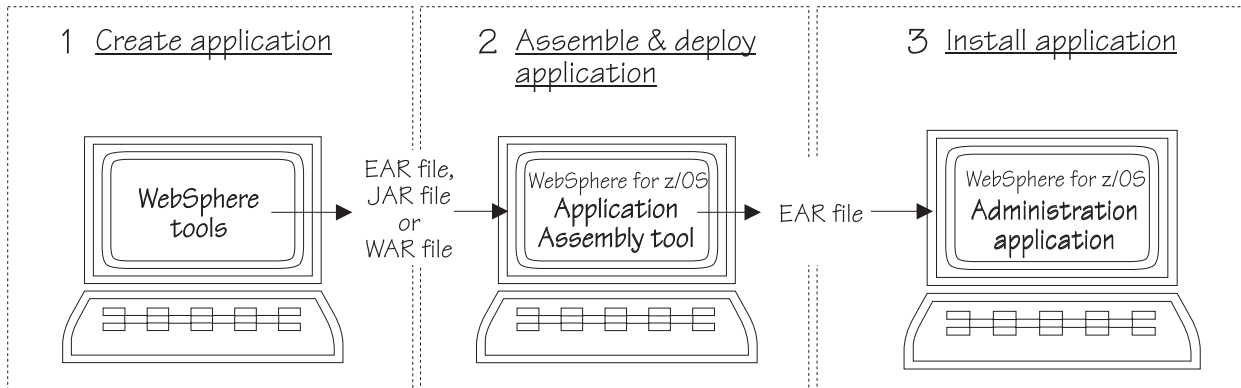 1 Create application
2 Assemble & deploy
application
3 Install application
WebSphere
tools
EAR file,
JAR file
or
WAR file
WebSphere for z/OS
Application
Assembly tool
EAR file
WebSphere for z/OS
Administration
application